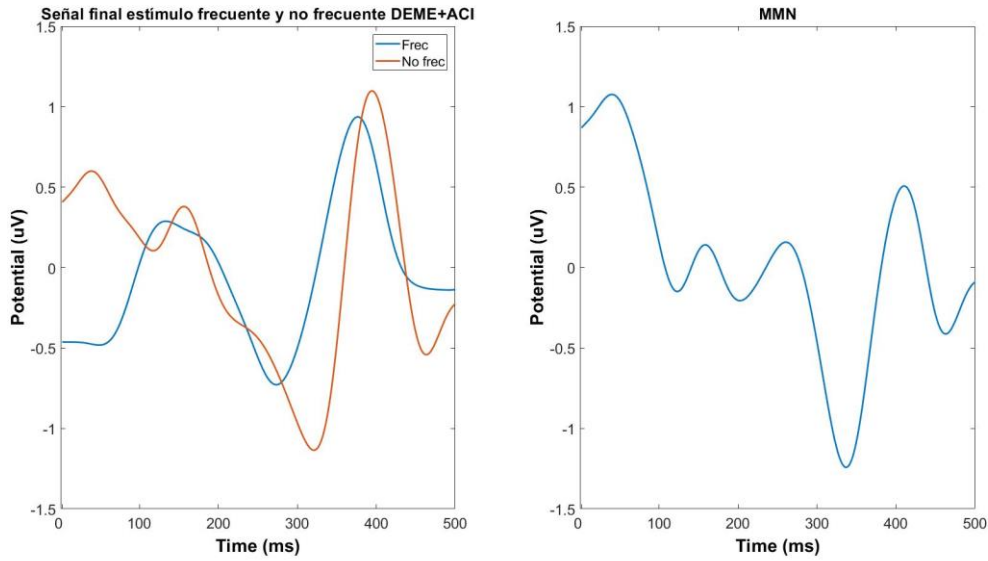 Señal final estímulo frecuente y no frecuente DEME+ACI
Frec
No frec
1.5
1
0.5
0
-0.5
-1
-1.5
Potential (uV)
0 100 200 300 400 500
Time (ms)
MMN
1.5
1
0.5
0
-0.5
-1
-1.5
Potential (uV)
0 100 200 300 400 500
Time (ms)